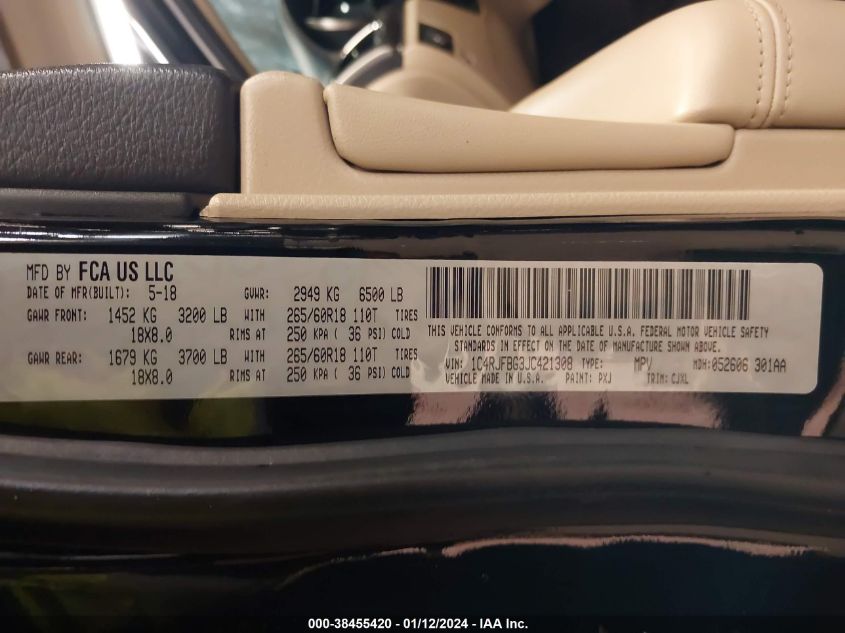 MFD BY FCA US LLC
DATE OF MFR(BUILT): 5-18 GVWR: 2949 KG 6500 LB
GAWR FRONT: 1452 KG 3200 LB WITH 265/60R18 110T TIRES
18X8.0 RIMS AT 250 KPA ( 36 PSI) COLD
GAWR REAR: 1679 KG 3700 LB WITH 265/60R18 110T TIRES
18X8.0 RIMS AT 250 KPA ( 36 PSI) COLD
THIS VEHICLE CONFORMS TO ALL APPLICABLE U.S.A. FEDERAL MOTOR VEHICLE SAFETY
STANDARDS IN EFFECT ON THE DATE OF MANUFACTURE SHOWN ABOVE.
VIN: 1C4RJFBG3JC421308 TYPE: MPV MDH:052606 301AA
VEHICLE MADE IN U.S.A. PAINT: PXJ TRIM: CJXL
000-38455420 - 01/12/2024 - IAA Inc.